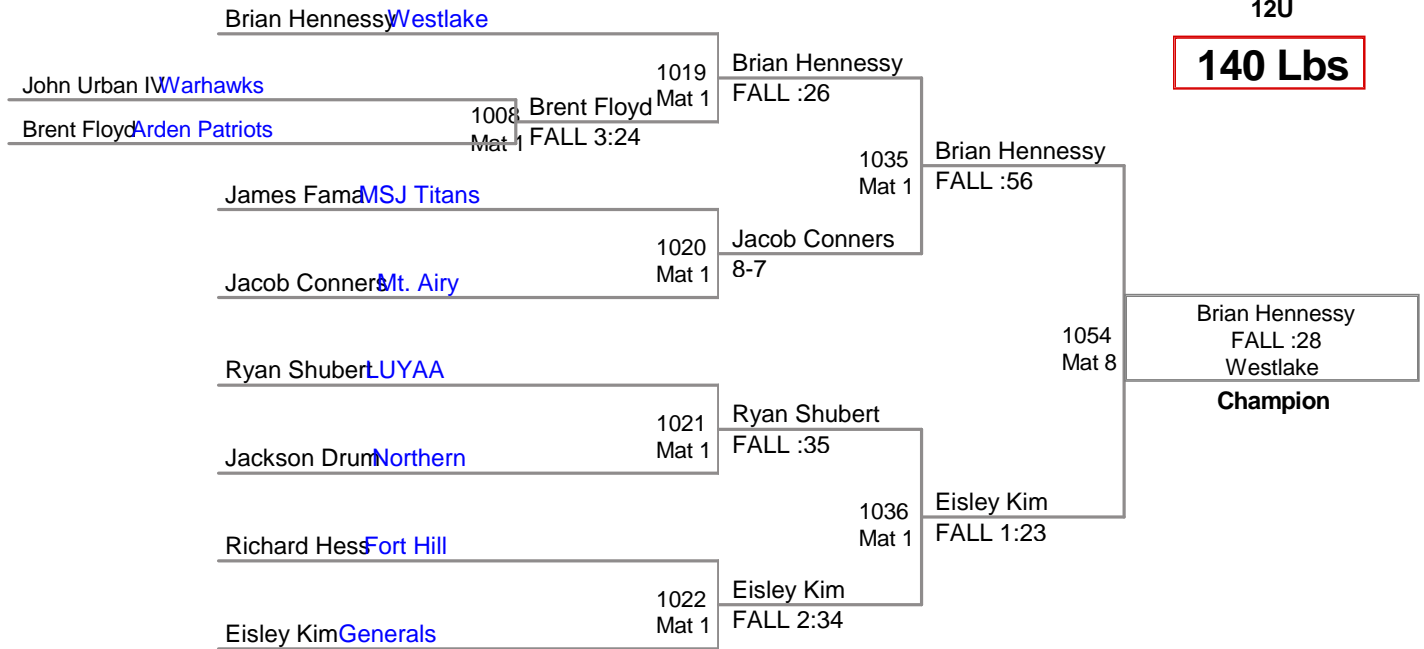 12U
140 Lbs
Brian Hennessy Westlake
John Urban IV Warhawks
Brent Floyd Arden Patriots
1008
Mat 1
Brent Floyd
FALL 3:24
1019
Mat 1
Brian Hennessy
FALL :26
James Fama MSJ Titans
Jacob Conners Mt. Airy
1020
Mat 1
Jacob Conners
8-7
1035
Mat 1
Brian Hennessy
FALL :56
Ryan Shubert LUYAA
Jackson Drum Northern
1021
Mat 1
Ryan Shubert
FALL :35
Richard Hess Fort Hill
Eisley Kim Generals
1022
Mat 1
Eisley Kim
FALL 2:34
1036
Mat 1
Eisley Kim
FALL 1:23
1054
Mat 8
Brian Hennessy
FALL :28
Westlake
Champion